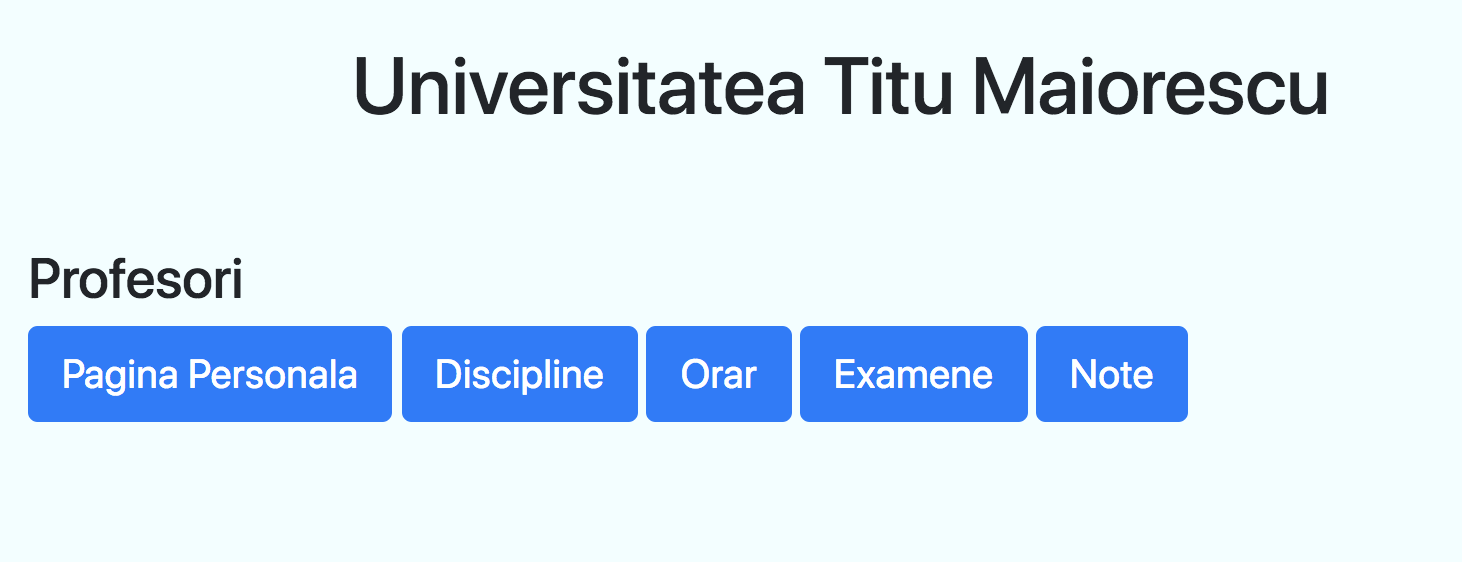 Universitatea Titu Maiorescu
Profesori
Pagina Personala Discipline Orar Examene Note